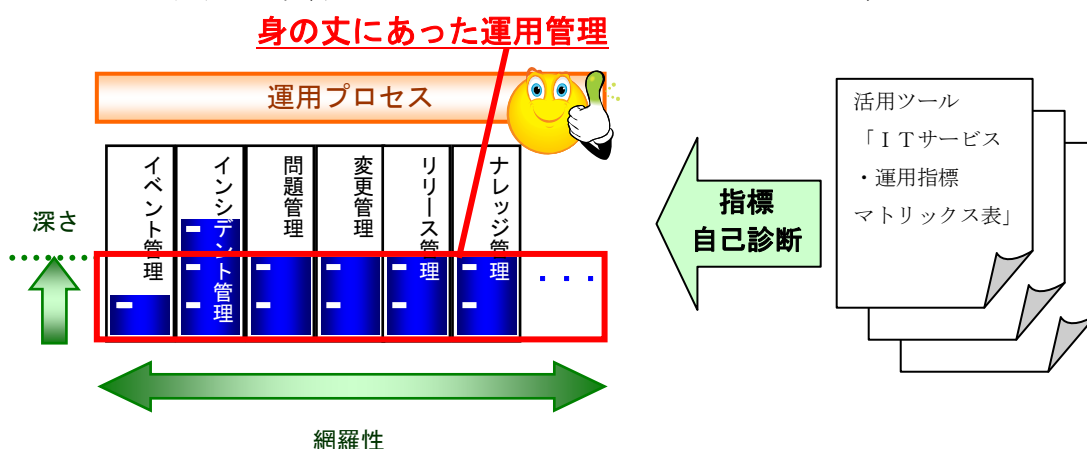 身の丈にあった運用管理
運用プロセス
イベント管理
インシデント管理
問題管理
変更管理
リリース管理
ナレッジ管理
・・・
深さ
網羅性
指標
自己診断
活用ツール
「ＩＴサービス
・運用指標
マトリックス表」